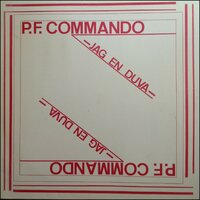 P.F. COMMANDO
—JAG EN DUVA—
—JAG EN DUVA—
P.F. COMMANDO